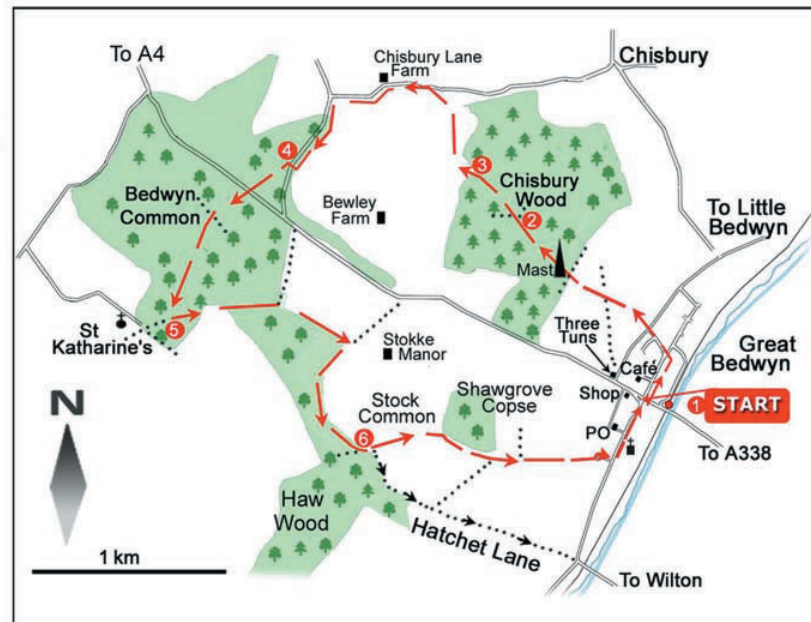 To A4
Chisbury Lane
Farm
Chisbury
4
3
Chisbury
Wood
2
Bedwyn
Common
Bewley
Farm
To Little
Bedwyn
Mast
5
St
Katharine's
Three
Tuns
Great
Bedwyn
Stokke
Manor
Café
Shop
1 START
Shawgrove
Copse
Stock
Common
PO
6
To A338
N
Haw
Wood
Hatchet Lane
1 km
To Wilton